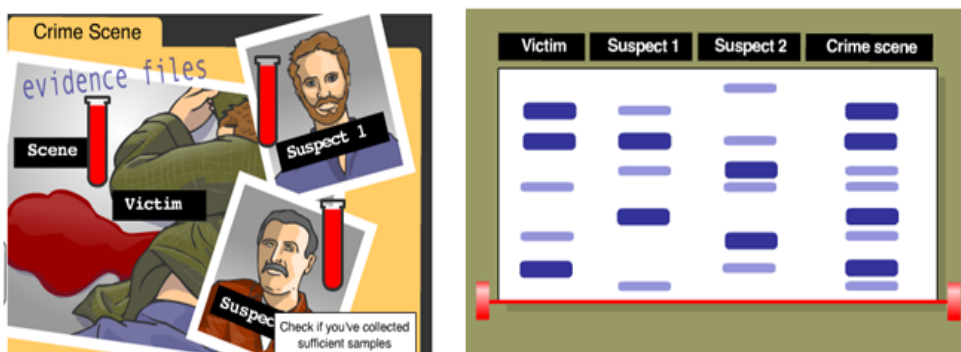 Crime Scene
evidence files
Scene
Victim
Suspect 1
Suspec
Check if you've collected
sufficient samples
Victim
Suspect 1
Suspect 2
Crime scene